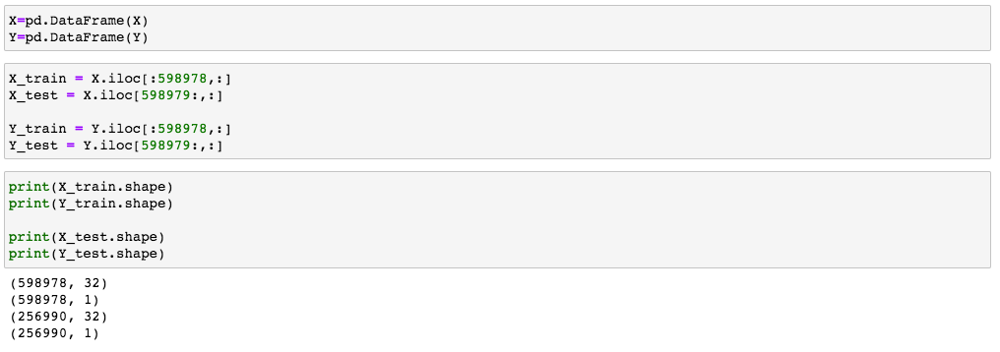 X=pd.DataFrame(X)
Y=pd.DataFrame(Y)
X_train = X.iloc[:598978,:]
X_test = X.iloc[598979:,:]
Y_train = Y.iloc[:598978,:]
Y_test = Y.iloc[598979:,:]
print(X_train.shape)
print(Y_train.shape)
print(X_test.shape)
print(Y_test.shape)
(598978, 32)
(598978, 1)
(256990, 32)
(256990, 1)